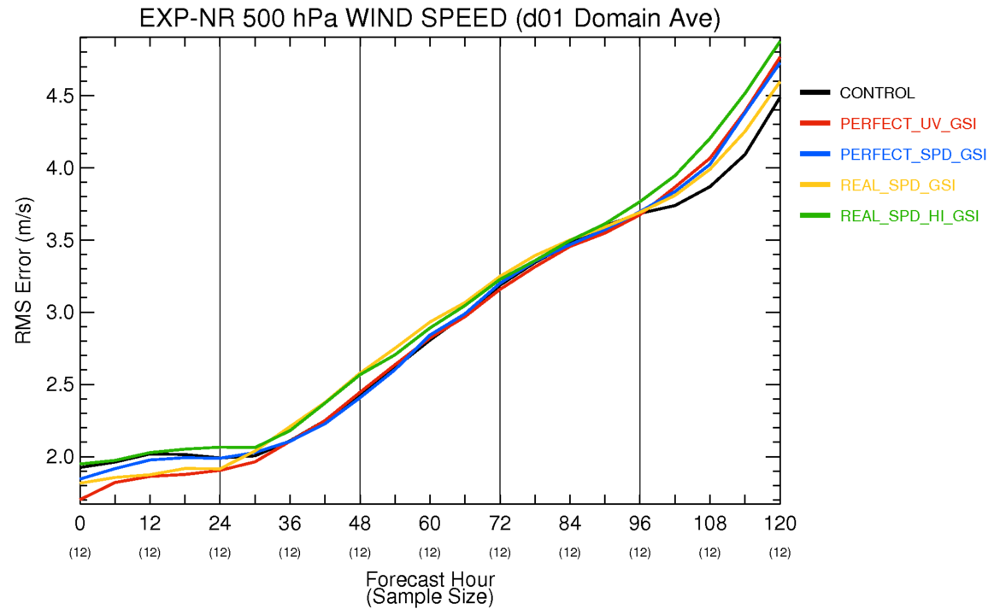 EXP-NR 500 hPa WIND SPEED (d01 Domain Ave)
4.5
4.0
3.5
3.0
2.5
2.0
RMS Error (m/s)
CONTROL
PERFECT_UV_GSI
PERFECT_SPD_GSI
REAL_SPD_GSI
REAL_SPD_HI_GSI
0 12 24 36 48 60 72 84 96 108 120
(12) (12) (12) (12) (12) (12) (12) (12) (12) (12) (12)
Forecast Hour
(Sample Size)